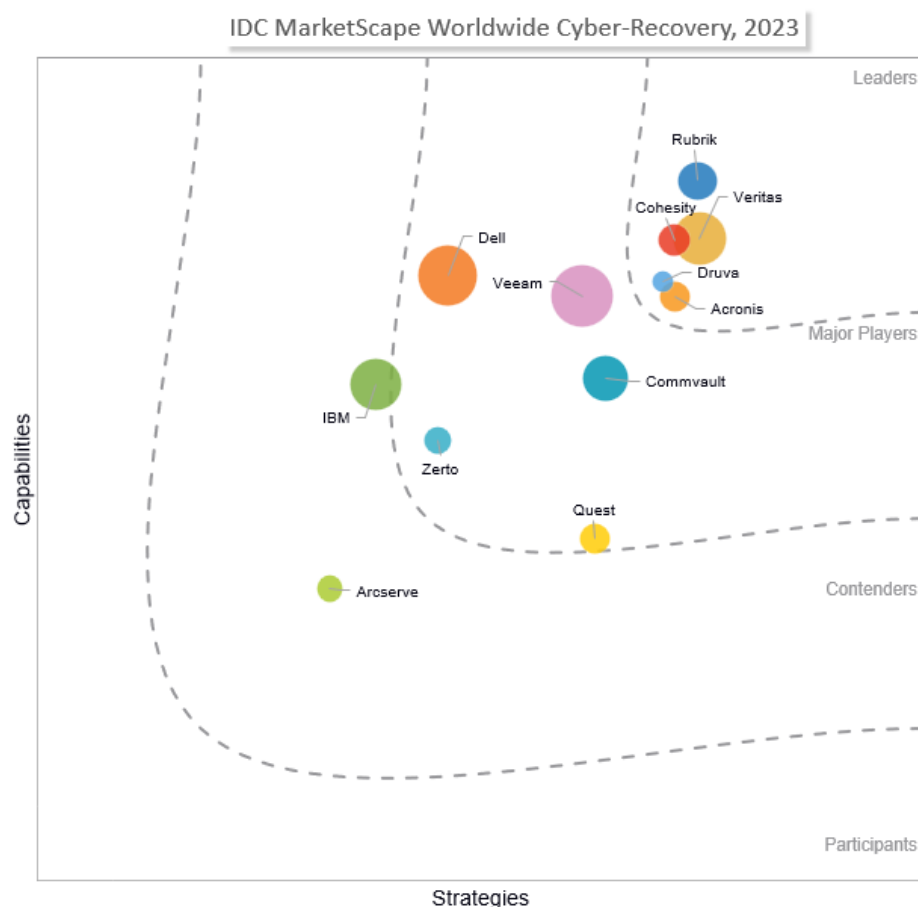 IDC MarketScape Worldwide Cyber-Recovery, 2023
Leaders
Rubrik
Veritas
Cohesity
Dell
Druva
Veeam
Acronis
Major Players
Commvault
IBM
Capabilities
Zerto
Quest
Contenders
Arcserve
Participants
Strategies